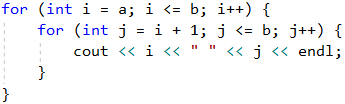 for (int i = a; i <= b; i++) {
    for (int j = i + 1; j <= b; j++) {
        cout << i << " " << j << endl;
    }
}